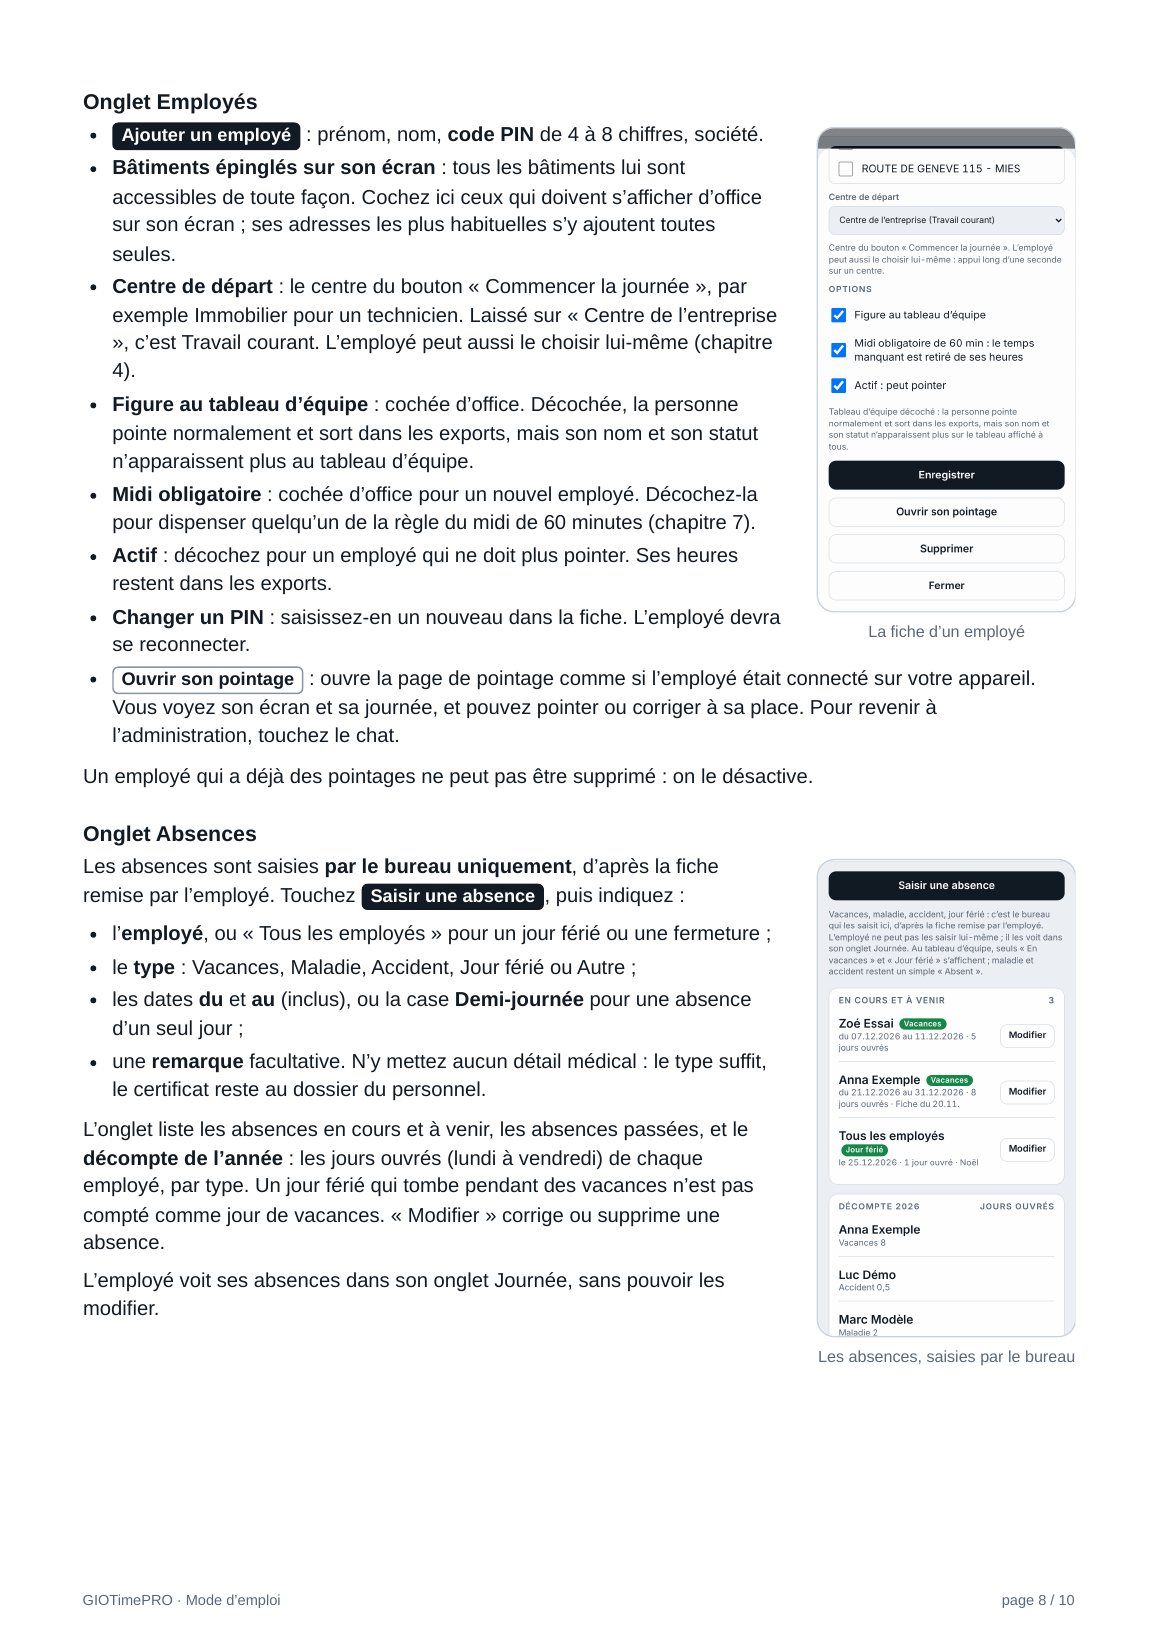 Onglet Employés
• Ajouter un employé : prénom, nom, code PIN de 4 à 8 chiffres, société.
• Bâtiments épinglés sur son écran : tous les bâtiments lui sont
accessibles de toute façon. Cochez ici ceux qui doivent s’afficher d’office
sur son écran ; ses adresses les plus habituelles s’y ajoutent toutes
seules.
• Centre de départ : le centre du bouton « Commencer la journée », par
exemple Immobilier pour un technicien. Laissé sur « Centre de l’entreprise
», c’est Travail courant. L’employé peut aussi le choisir lui-même (chapitre
4).
• Figure au tableau d’équipe : cochée d’office. Décochée, la personne
pointe normalement et sort dans les exports, mais son nom et son statut
n’apparaissent plus au tableau d’équipe.
• Midi obligatoire : cochée d’office pour un nouvel employé. Décochez-la
pour dispenser quelqu’un de la règle du midi de 60 minutes (chapitre 7).
• Actif : décochez pour un employé qui ne doit plus pointer. Ses heures
restent dans les exports.
• Changer un PIN : saisissez-en un nouveau dans la fiche. L’employé devra
se reconnecter.
• Ouvrir son pointage : ouvre la page de pointage comme si l’employé était connecté sur votre appareil.
Vous voyez son écran et sa journée, et pouvez pointer ou corriger à sa place. Pour revenir à
l’administration, touchez le chat.
ROUTE DE GENEVE 115 - MIES
Centre de départ
Centre de l’entreprise (Travail courant)
Centre du bouton « Commencer la journée ». L’employé
peut aussi le choisir lui-même : appui long d’une seconde
sur un centre.
OPTIONS
Figure au tableau d’équipe
Midi obligatoire de 60 min : le temps
manquant est retiré de ses heures
Actif : peut pointer
Tableau d’équipe décoché : la personne pointe
normalement et sort dans les exports, mais son nom et
son statut n’apparaissent plus sur le tableau affiché à
tous.
Enregistrer
Ouvrir son pointage
Supprimer
Fermer
La fiche d’un employé
Un employé qui a déjà des pointages ne peut pas être supprimé : on le désactive.
Onglet Absences
Les absences sont saisies par le bureau uniquement, d’après la fiche
remise par l’employé. Touchez Saisir une absence, puis indiquez :
• l’employé, ou « Tous les employés » pour un jour férié ou une fermeture ;
• le type : Vacances, Maladie, Accident, Jour férié ou Autre ;
• les dates du et au (inclus), ou la case Demi-journée pour une absence
d’un seul jour ;
• une remarque facultative. N’y mettez aucun détail médical : le type suffit,
le certificat reste au dossier du personnel.
L’onglet liste les absences en cours et à venir, les absences passées, et le
décompte de l’année : les jours ouvrés (lundi à vendredi) de chaque
employé, par type. Un jour férié qui tombe pendant des vacances n’est pas
compté comme jour de vacances. « Modifier » corrige ou supprime une
absence.
L’employé voit ses absences dans son onglet Journée, sans pouvoir les
modifier.
Saisir une absence
Vacances, maladie, accident, jour férié : c’est le bureau
qui les saisit ici, d’après la fiche remise par l’employé.
L’employé ne peut pas les saisir lui-même ; il les voit dans
son onglet Journée. Au tableau d’équipe, seuls « En
vacances » et « Jour férié » s’affichent ; maladie et
accident restent un simple « Absent ».
EN COURS ET À VENIR 3
Zoé Essai Vacances
du 07.12.2026 au 11.12.2026 · 5
jours ouvrés
Modifier
Anna Exemple Vacances
du 21.12.2026 au 31.12.2026 · 8
jours ouvrés · Fiche du 20.11.
Modifier
Tous les employés
Jour férié
le 25.12.2026 · 1 jour ouvré · Noël
Modifier
DÉCOMPTE 2026 JOURS OUVRÉS
Anna Exemple
Vacances 8
Luc Démo
Accident 0,5
Marc Modèle
Maladie 2
Les absences, saisies par le bureau
GIOTimePRO · Mode d’emploi
page 8 / 10